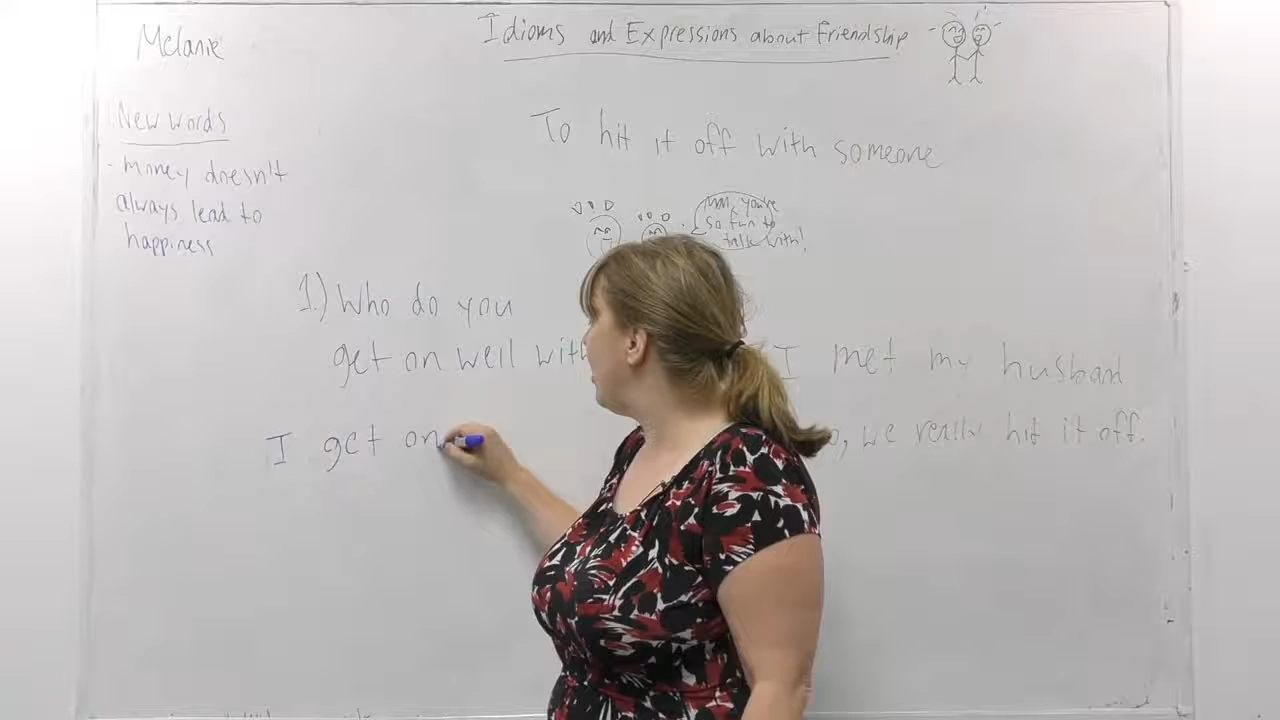 Melanie
Idioms and Expressions about Friendship
New words
- money doesn't
always lead to
happiness
To hit it off with someone
you're
so fun to
talk with!
1.) Who do you
get on well with
I get on
I met my husband
we really hit it off.